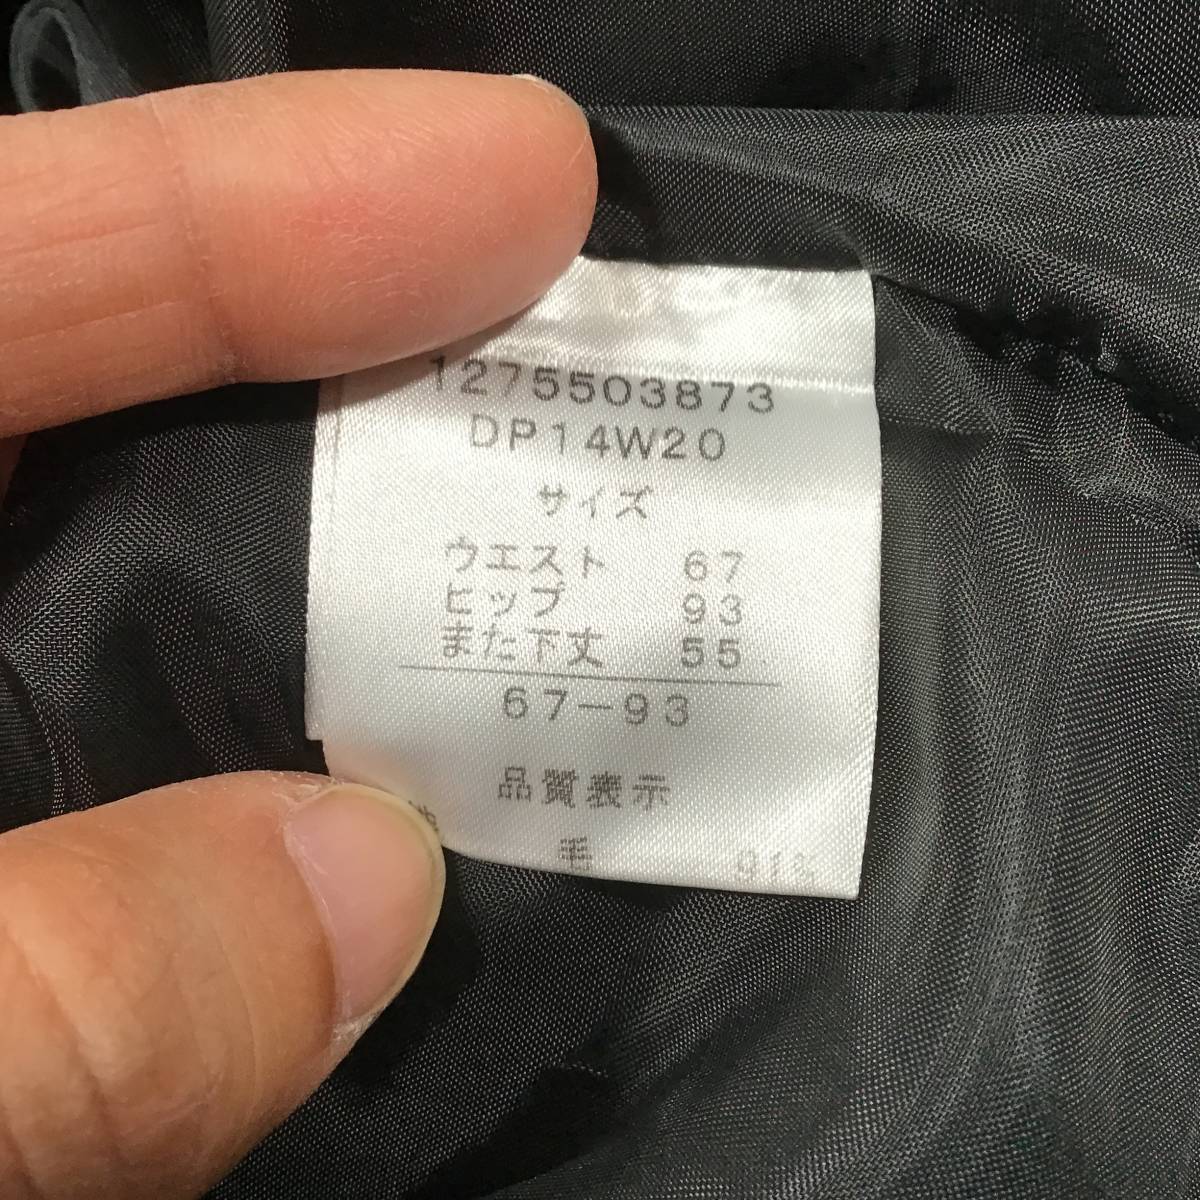 1275503873
DP14W20
サイズ
ウエスト 67
ヒップ 93
また下丈 55
67-93
品質表示
毛 91%